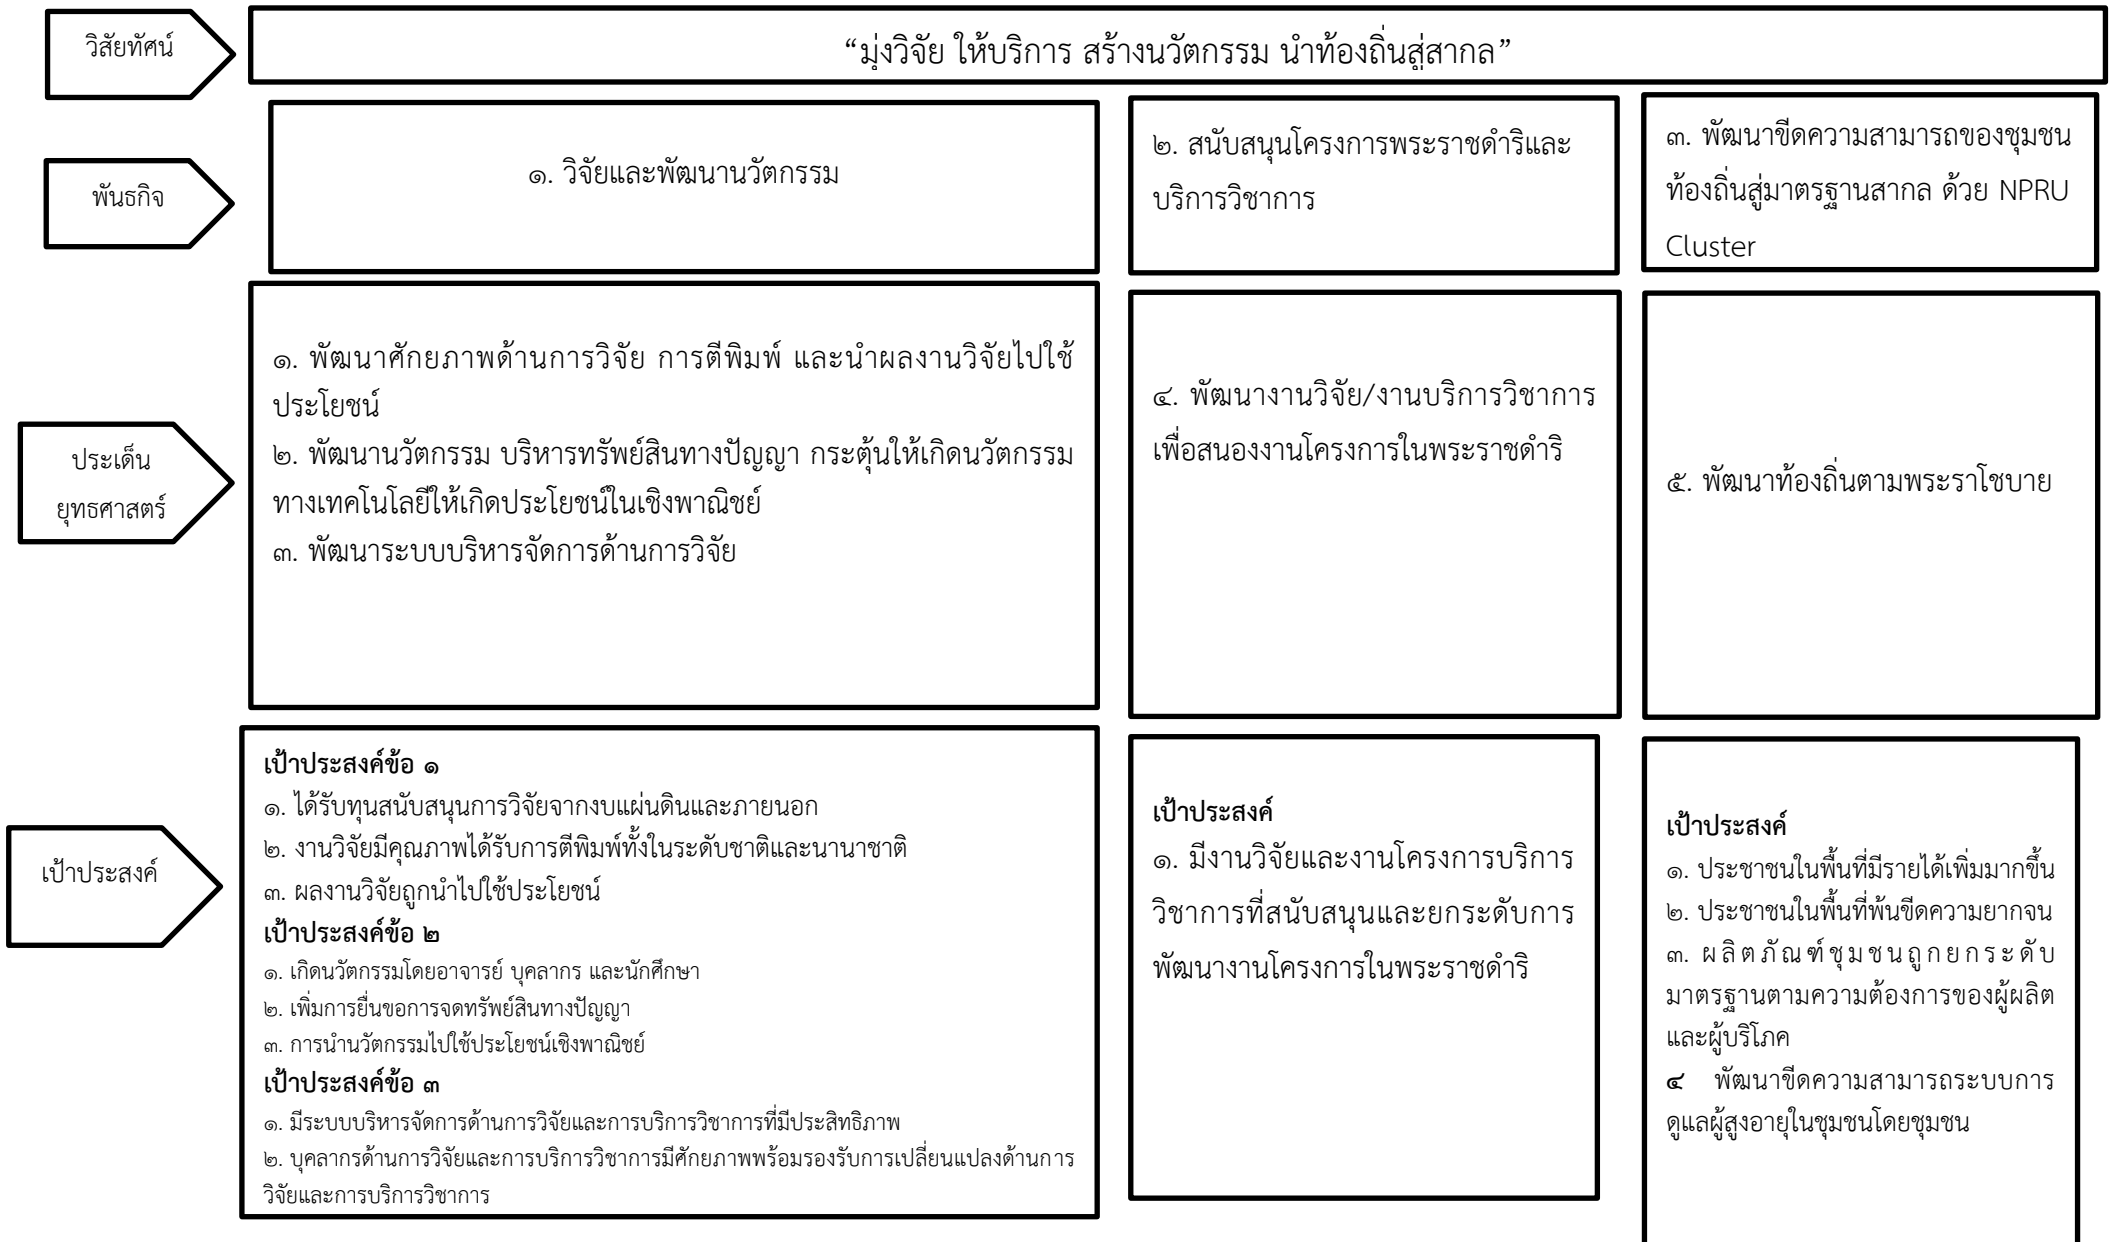 วิสัยทัศน์
“มุ่งวิจัย ให้บริการ สร้างนวัตกรรม นำท้องถิ่นสู่สากล”
พันธกิจ
๑. วิจัยและพัฒนานวัตกรรม
๒. สนับสนุนโครงการพระราชดำริและ
บริการวิชาการ
๓. พัฒนาขีดความสามารถของชุมชน
ท้องถิ่นสู่มาตรฐานสากล ด้วย NPRU
Cluster
ประเด็น
ยุทธศาสตร์
๑. พัฒนาศักยภาพด้านการวิจัย การตีพิมพ์ และนำผลงานวิจัยไปใช้
ประโยชน์
๒. พัฒนานวัตกรรม บริหารทรัพย์สินทางปัญญา กระตุ้นให้เกิดนวัตกรรม
ทางเทคโนโลยีให้เกิดประโยชน์ในเชิงพาณิชย์
๓. พัฒนาระบบบริหารจัดการด้านการวิจัย
๔. พัฒนางานวิจัย/งานบริการวิชาการ
เพื่อสนองงานโครงการในพระราชดำริ
๕. พัฒนาท้องถิ่นตามพระราโชบาย
เป้าประสงค์
เป้าประสงค์ข้อ ๑
๑. ได้รับทุนสนับสนุนการวิจัยจากงบแผ่นดินและภายนอก
๒. งานวิจัยมีคุณภาพได้รับการตีพิมพ์ทั้งในระดับชาติและนานาชาติ
๓. ผลงานวิจัยถูกนำไปใช้ประโยชน์
เป้าประสงค์ข้อ ๒
๑. เกิดนวัตกรรมโดยอาจารย์ บุคลากร และนักศึกษา
๒. เพิ่มการยื่นขอการจดทรัพย์สินทางปัญญา
๓. การนำนวัตกรรมไปใช้ประโยชน์เชิงพาณิชย์
เป้าประสงค์ข้อ ๓
๑. มีระบบบริหารจัดการด้านการวิจัยและการบริการวิชาการที่มีประสิทธิภาพ
๒. บุคลากรด้านการวิจัยและการบริการวิชาการมีศักยภาพพร้อมรองรับการเปลี่ยนแปลงด้านการ
วิจัยและการบริการวิชาการ
เป้าประสงค์
๑. มีงานวิจัยและงานโครงการบริการ
วิชาการที่สนับสนุนและยกระดับการ
พัฒนางานโครงการในพระราชดำริ
เป้าประสงค์
๑. ประชาชนในพื้นที่มีรายได้เพิ่มมากขึ้น
๒. ประชาชนในพื้นที่พ้นขีดความยากจน
๓. ผลิตภัณฑ์ชุมชนถูกยกระดับ
มาตรฐานตามความต้องการของผู้ผลิต
และผู้บริโภค
๔ พัฒนาขีดความสามารถระบบการ
ดูแลผู้สูงอายุในชุมชนโดยชุมชน